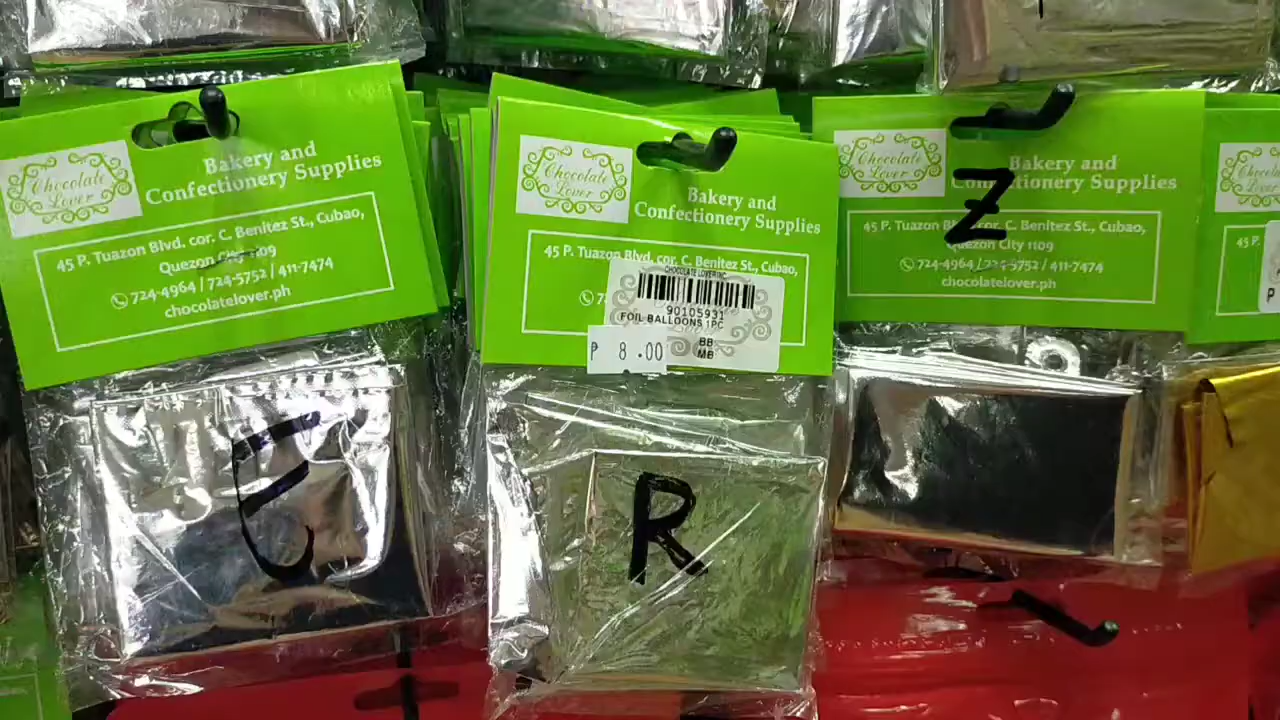 Chocolate
Lover
Bakery and
Confectionery Supplies
45 P. Tuazon Blvd. cor. C. Benitez St., Cubao,
Quezon City 1109
724-4964 / 724-5752 / 411-7474
chocolatelover.ph
Chocolate
Lover
Bakery and
Confectionery Supplies
45 P. Tuazon Blvd. cor. C. Benitez St., Cubao,
CHOCOLATE LOVER INC.
90105931
FOIL BALLOONS 1PC
₱ 8.00
BB
MB
R
Chocolate
Lover
Bakery and
Confectionery Supplies
Z
45 P. Tuazon Blvd. cor. C. Benitez St., Cubao,
Quezon City 1109
724-4964 / 724-5752 / 411-7474
chocolatelover.ph
45 P.